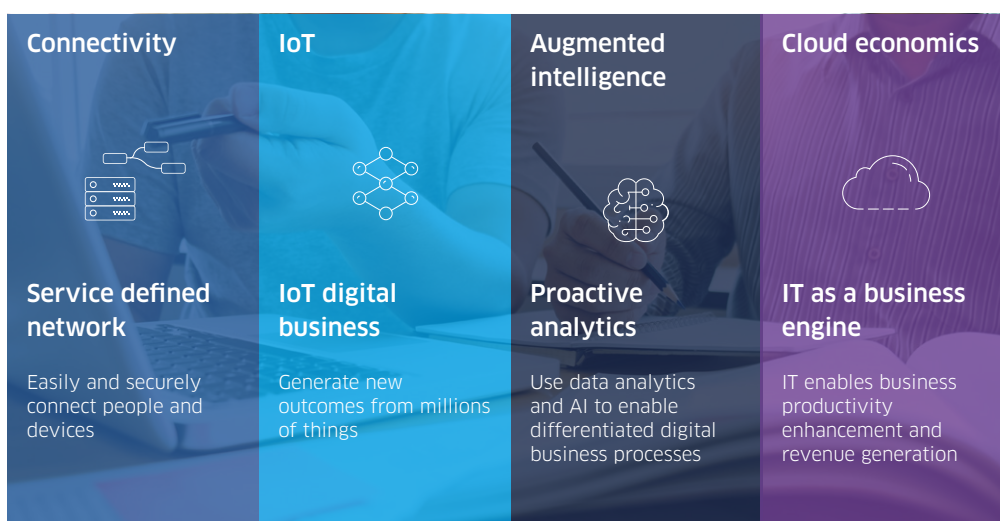 Connectivity
Service defined
network
Easily and securely
connect people and
devices
IoT
IoT digital
business
Generate new
outcomes from millions
of things
Augmented
intelligence
Proactive
analytics
Use data analytics
and AI to enable
differentiated digital
business processes
Cloud economics
IT as a business
engine
IT enables business
productivity
enhancement and
revenue generation